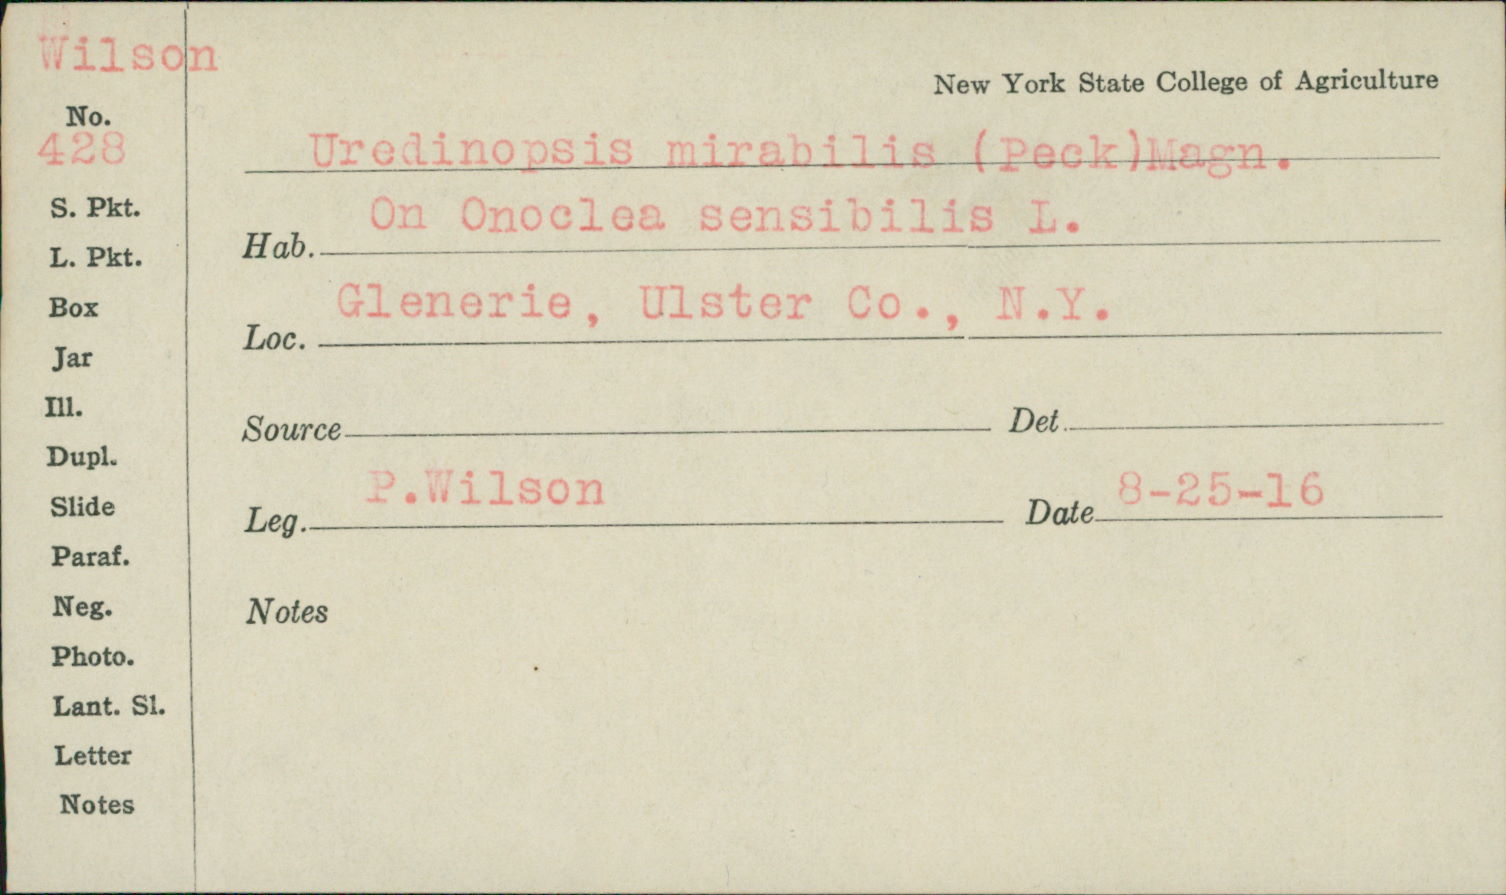 Wilson
New York State College of Agriculture
No.
428
Uredinopsis mirabilis (Peck)Magn.
S. Pkt.
On Onoclea sensibilis L.
Hab.
L. Pkt.
Box
Glenerie, Ulster Co., N.Y.
Loc.
Jar
Ill.
Source Det.
Dupl.
Slide
P.Wilson 8-25-16
Leg. Date
Paraf.
Neg.
Notes
Photo.
Lant. Sl.
Letter
Notes